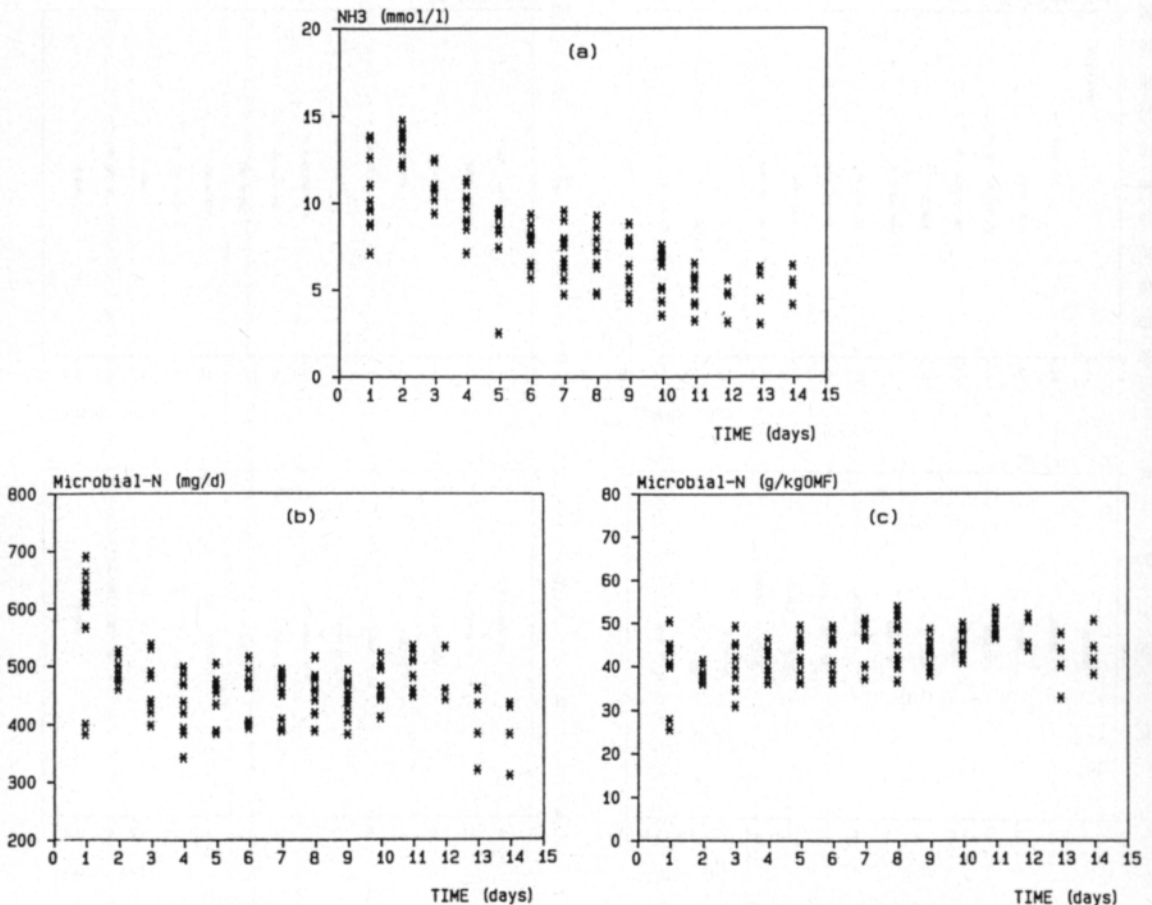 NH3 (mmol/l)
(a)
20
15
10
5
0
0 1 2 3 4 5 6 7 8 9 10 11 12 13 14 15
TIME (days)
Microbial-N (mg/d)
(b)
800
700
600
500
400
300
200
0 1 2 3 4 5 6 7 8 9 10 11 12 13 14 15
TIME (days)
Microbial-N (g/kgOMF)
(c)
80
70
60
50
40
30
20
10
0
0 1 2 3 4 5 6 7 8 9 10 11 12 13 14 15
TIME (days)